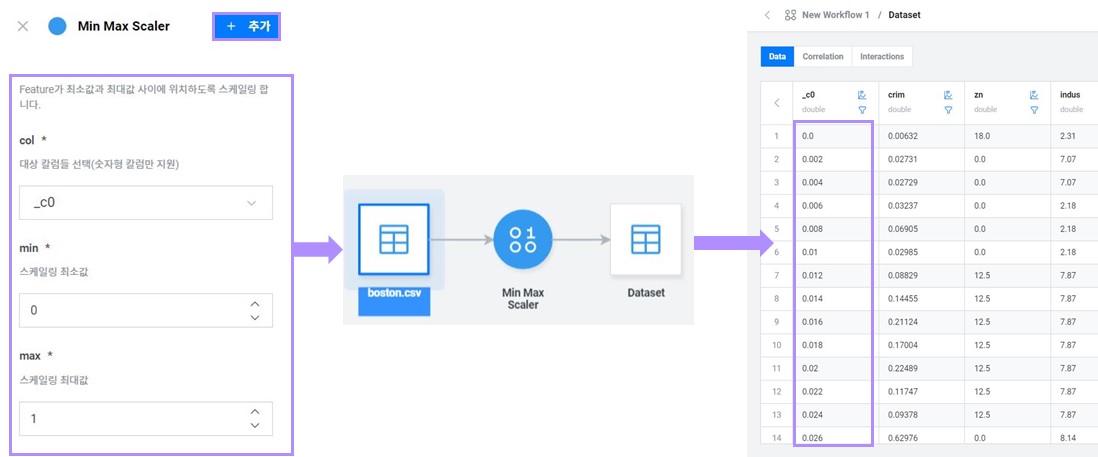 Min Max Scaler
+ 추가
Feature가 최소값과 최대값 사이에 위치하도록 스케일링 합
니다.
col *
대상 칼럼들 선택(숫자형 칼럼만 지원)
_c0
min *
스케일링 최소값
0
max *
스케일링 최대값
1
boston.csv
Min Max
Scaler
Dataset
New Workflow 1 / Dataset
Data Correlation Interactions
_c0 crim zn indus
double double double double
1 0.0 0.00632 18.0 2.31
2 0.002 0.02731 0.0 7.07
3 0.004 0.02729 0.0 7.07
4 0.006 0.03237 0.0 2.18
5 0.008 0.06905 0.0 2.18
6 0.01 0.02985 0.0 2.18
7 0.012 0.08829 12.5 7.87
8 0.014 0.14455 12.5 7.87
9 0.016 0.21124 12.5 7.87
10 0.018 0.17004 12.5 7.87
11 0.02 0.22489 12.5 7.87
12 0.022 0.11747 12.5 7.87
13 0.024 0.09378 12.5 7.87
14 0.026 0.62976 0.0 8.14